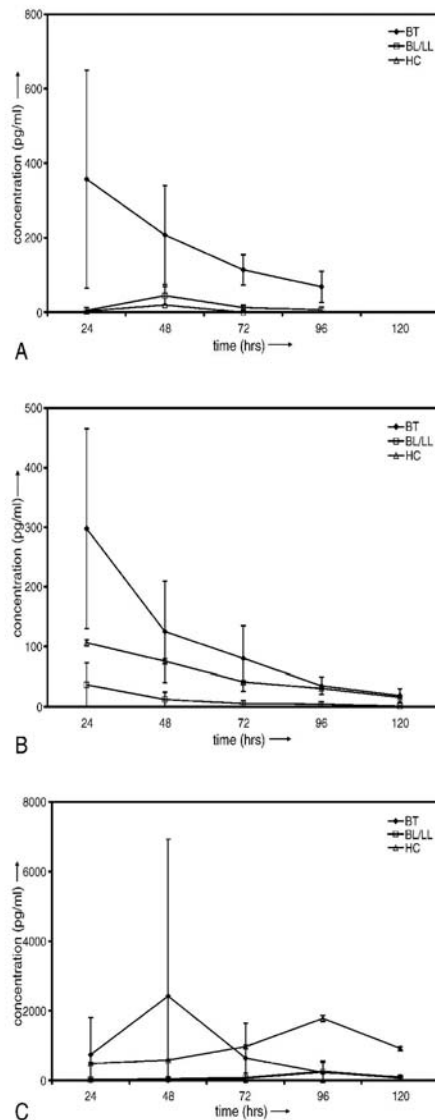 800
BT
BL/LL
HC
600
400
200
0
concentration (pg/ml)
24 48 72 96 120
time (hrs)
A
500
BT
BL/LL
HC
400
300
200
100
0
concentration (pg/ml)
24 48 72 96 120
time (hrs)
B
8000
BT
BL/LL
HC
6000
4000
2000
0
concentration (pg/ml)
24 48 72 96 120
time (hrs)
C